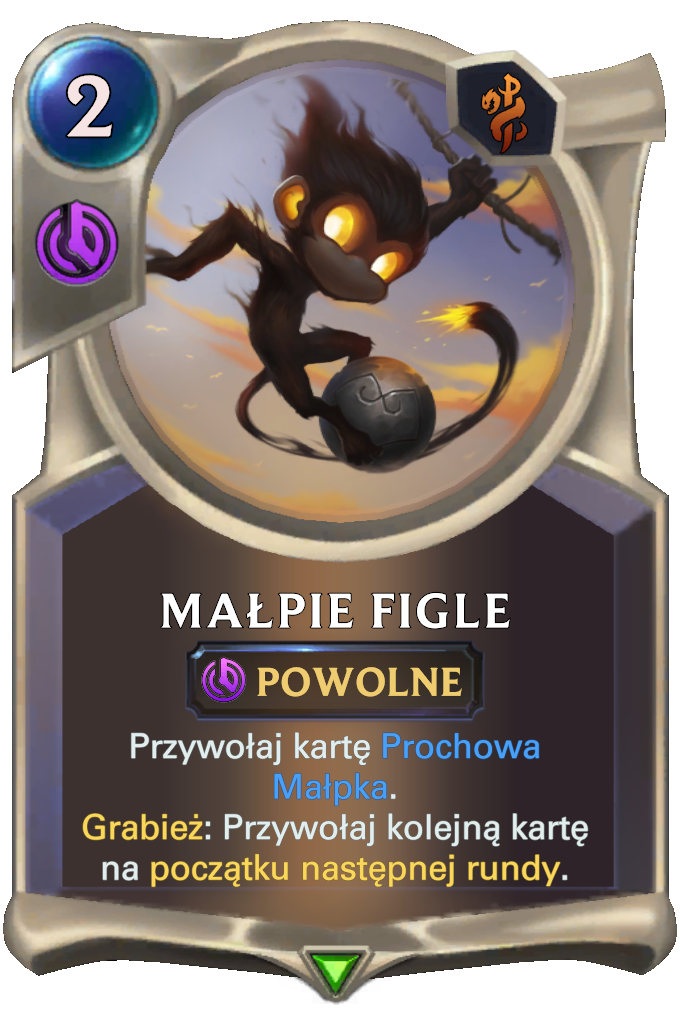 2
MAŁPIE FIGLE
POWOLNE
Przywołaj kartę Prochowa
Małpka.
Grabież: Przywołaj kolejną kartę
na początku następnej rundy.